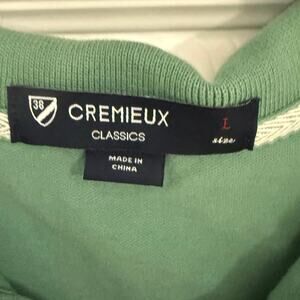 38
CREMIEUX
CLASSICS
L
size
MADE IN
CHINA